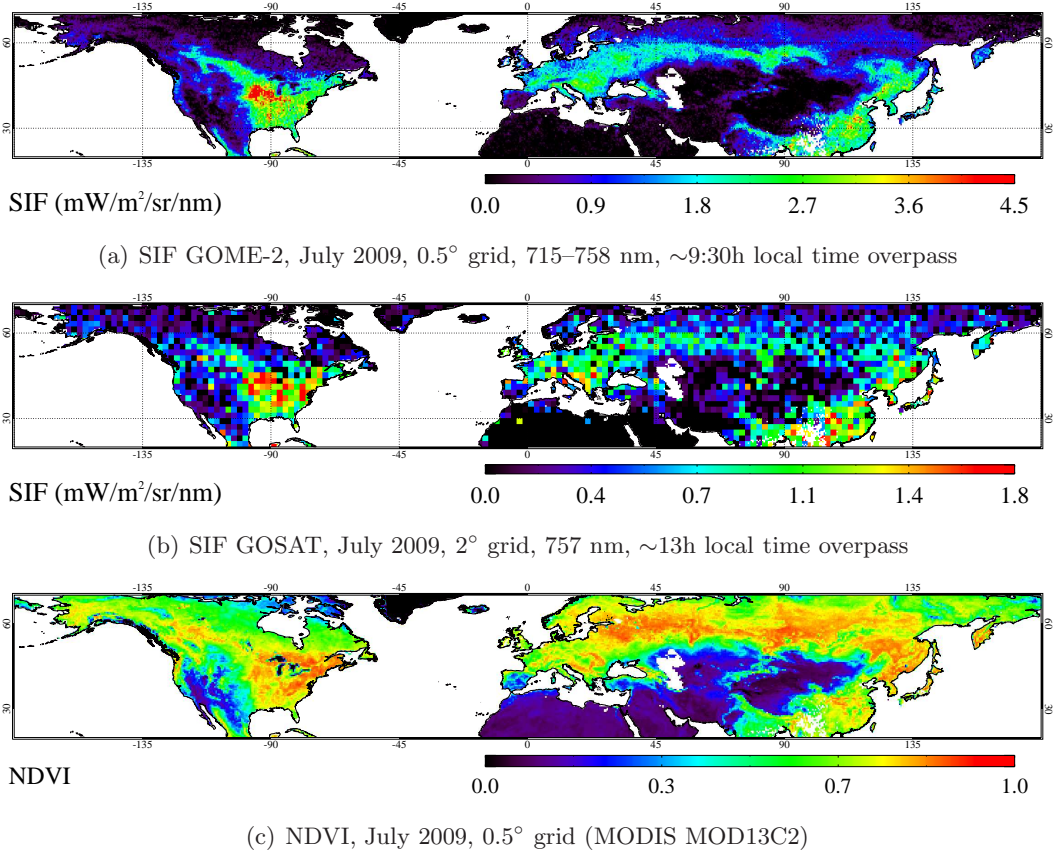 -135 -90 -45 0 45 90 135
60 60
30 30
-135 -90 -45 0 45 90 135
SIF (mW/m²/sr/nm)
0.0 0.9 1.8 2.7 3.6 4.5
(a) SIF GOME-2, July 2009, 0.5° grid, 715–758 nm, ∼9:30h local time overpass
-135 -90 -45 0 45 90 135
60 60
30 30
-135 -90 -45 0 45 90 135
SIF (mW/m²/sr/nm)
0.0 0.4 0.7 1.1 1.4 1.8
(b) SIF GOSAT, July 2009, 2° grid, 757 nm, ∼13h local time overpass
-135 -90 -45 0 45 90 135
60 60
30 30
-135 -90 -45 0 45 90 135
NDVI
0.0 0.3 0.7 1.0
(c) NDVI, July 2009, 0.5° grid (MODIS MOD13C2)